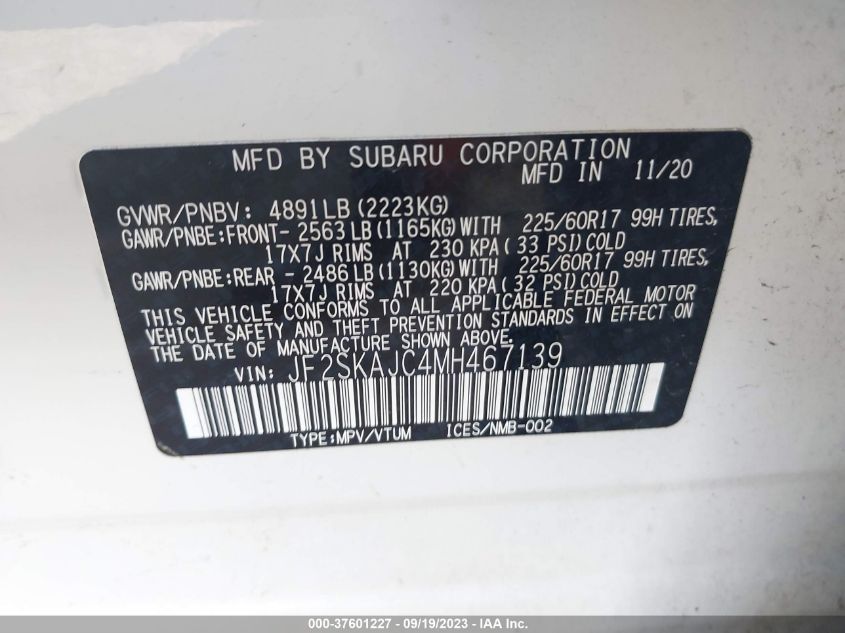 MFD BY SUBARU CORPORATION
MFD IN 11/20
GVWR/PNBV: 4891LB (2223KG)
GAWR/PNBE:FRONT- 2563LB (1165KG) WITH 225/60R17 99H TIRES,
17X7J RIMS AT 230 KPA ( 33 PSI) COLD
GAWR/PNBE:REAR - 2486LB (1130KG) WITH 225/60R17 99H TIRES,
17X7J RIMS AT 220 KPA ( 32 PSI) COLD
THIS VEHICLE CONFORMS TO ALL APPLICABLE FEDERAL MOTOR
VEHICLE SAFETY AND THEFT PREVENTION STANDARDS IN EFFECT ON
THE DATE OF MANUFACTURE SHOWN ABOVE.
VIN: JF2SKAJC4MH467139
TYPE:MPV/VTUM ICES/NMB-002
000-37601227 - 09/19/2023 - IAA Inc.